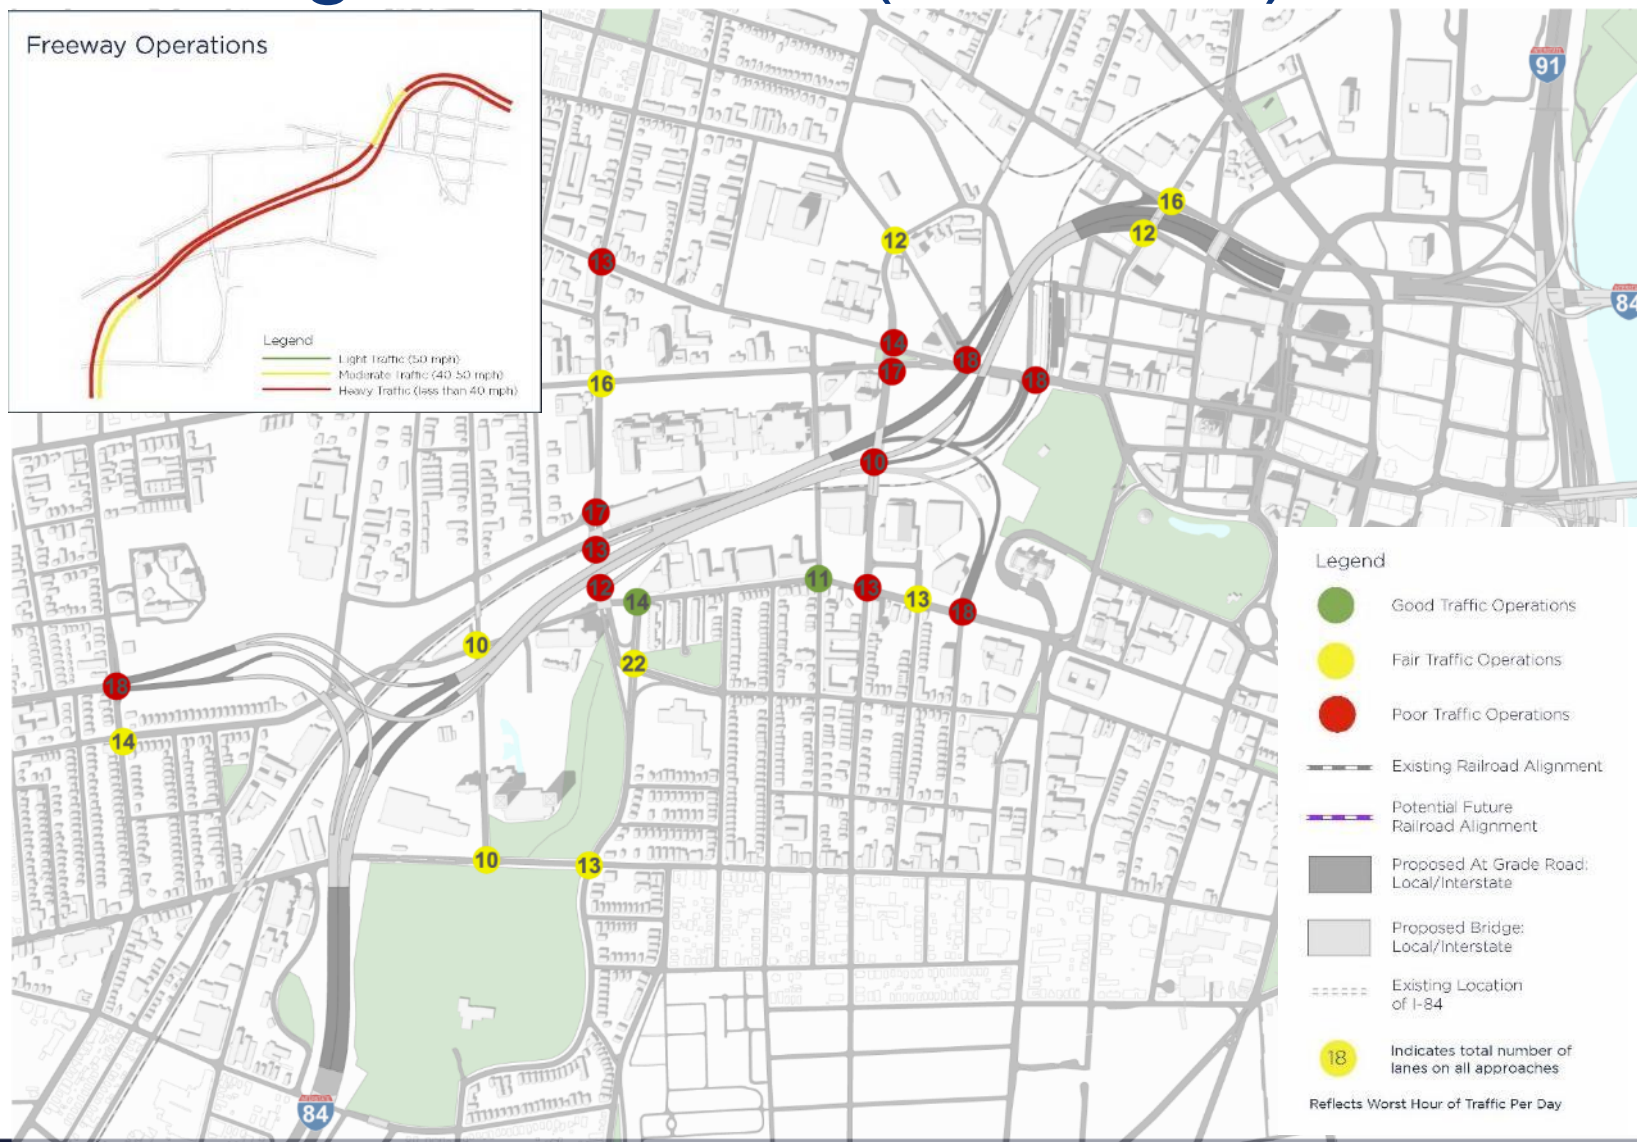 Freeway Operations
Legend
Light Traffic (50 mph)
Moderate Traffic (40-50 mph)
Heavy Traffic (less than 40 mph)
91
16
12
12
13
84
14
18
17
18
16
10
17
13
11
12
13
13
14
18
10
22
18
14
10
13
84
Legend
Good Traffic Operations
Fair Traffic Operations
Poor Traffic Operations
Existing Railroad Alignment
Potential Future
Railroad Alignment
Proposed At Grade Road:
Local/Interstate
Proposed Bridge:
Local/Interstate
Existing Location
of I-84
18
Indicates total number of
lanes on all approaches
Reflects Worst Hour of Traffic Per Day